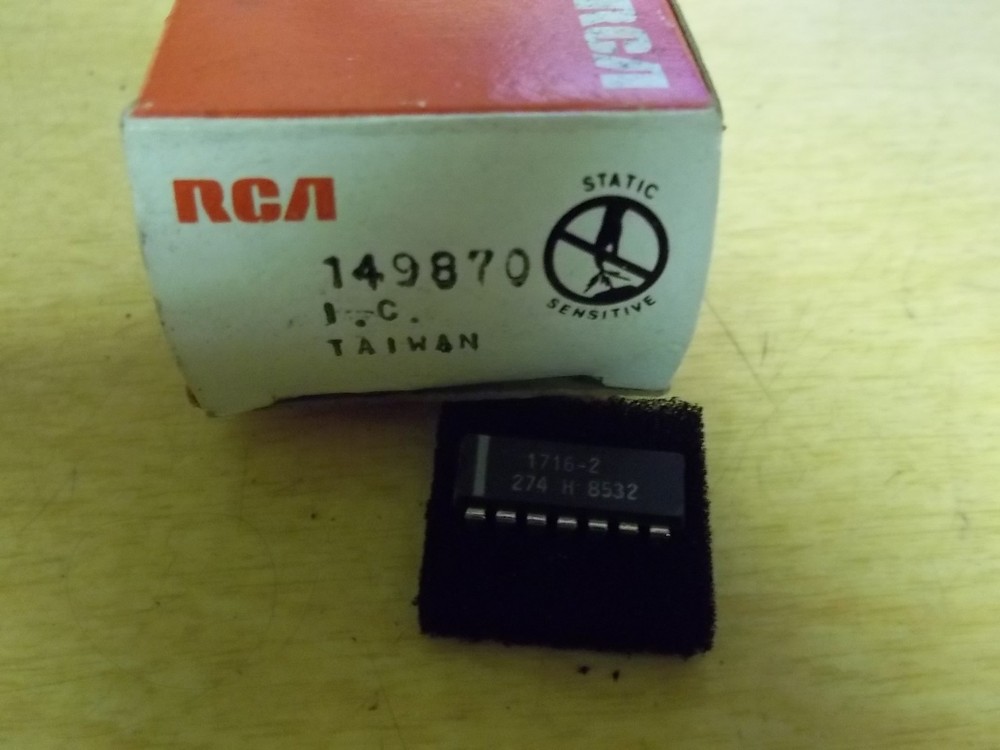 RCA
RCA
STATIC
149870
SENSITIVE
I.C.
TAIWAN
1716-2
274 H 8532